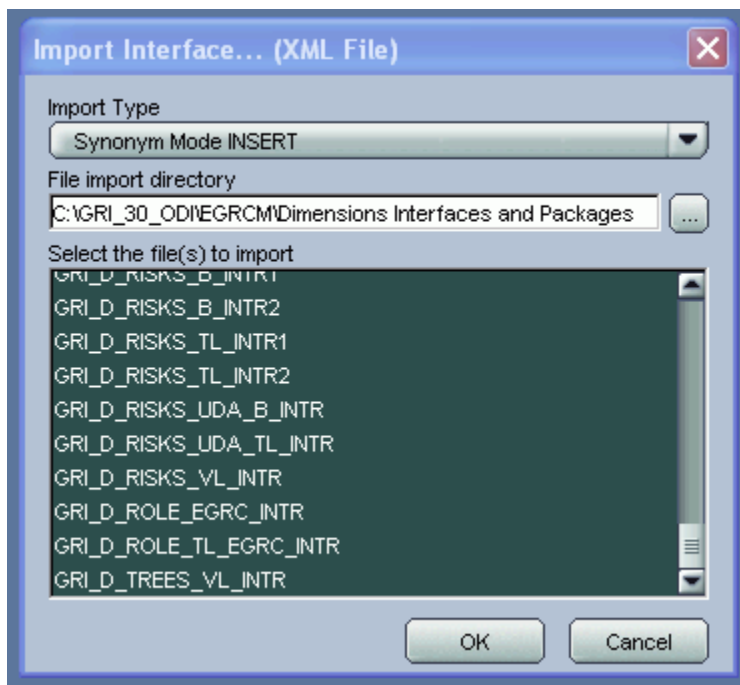 Import Interface... (XML File)
Import Type
Synonym Mode INSERT
File import directory
C:\GRI_30_ODI\EGRCM\Dimensions Interfaces and Packages
...
Select the file(s) to import
GRI_D_RISKS_B_INTR1
GRI_D_RISKS_B_INTR2
GRI_D_RISKS_TL_INTR1
GRI_D_RISKS_TL_INTR2
GRI_D_RISKS_UDA_B_INTR
GRI_D_RISKS_UDA_TL_INTR
GRI_D_RISKS_VL_INTR
GRI_D_ROLE_EGRC_INTR
GRI_D_ROLE_TL_EGRC_INTR
GRI_D_TREES_VL_INTR
OK Cancel